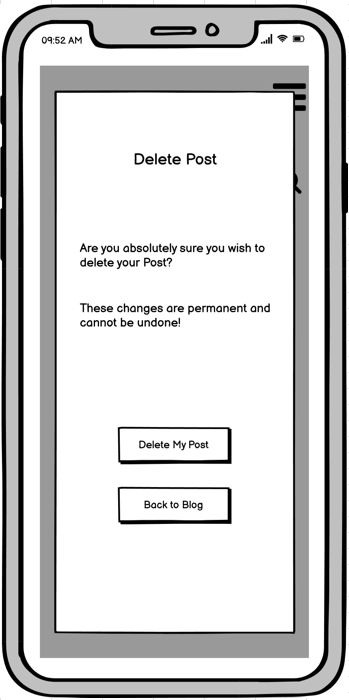 09:52 AM
Delete Post
Are you absolutely sure you wish to
delete your Post?
These changes are permanent and
cannot be undone!
Delete My Post
Back to Blog